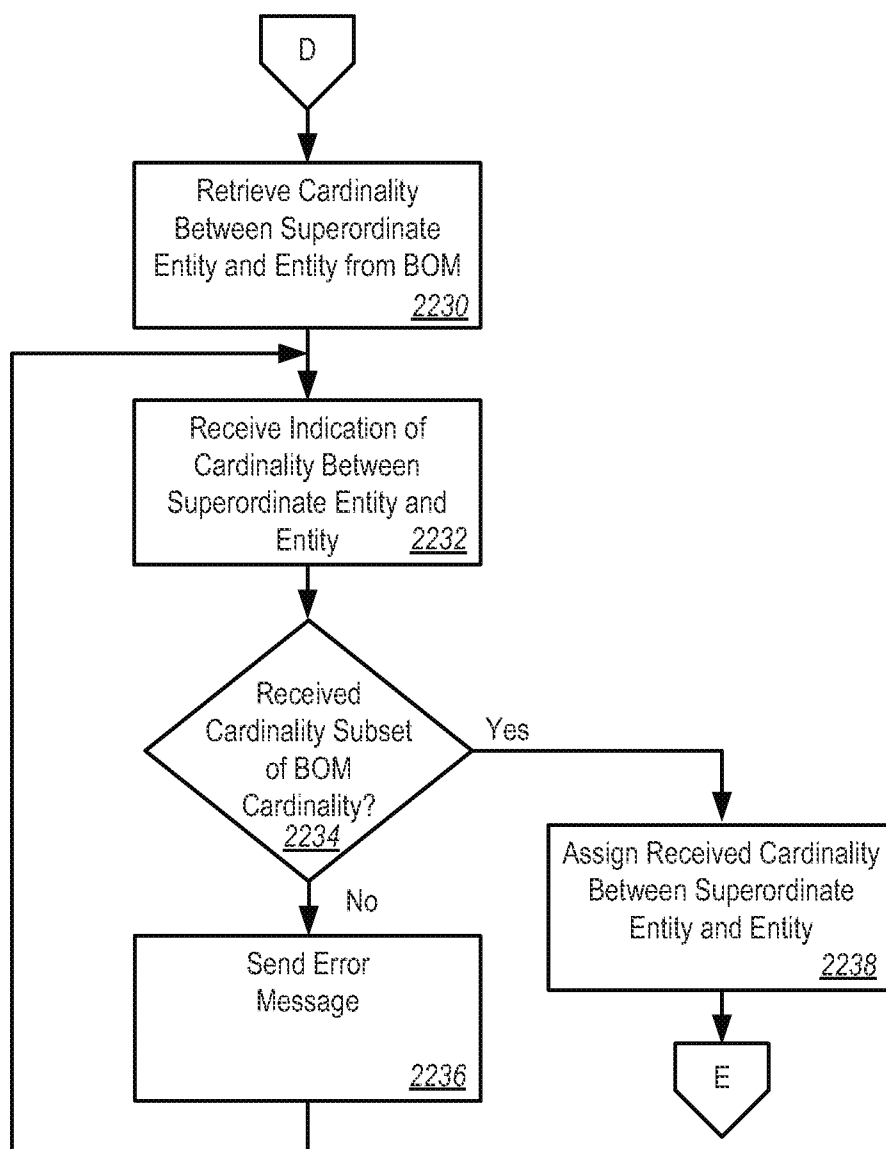 D
Retrieve Cardinality
Between Superordinate
Entity and Entity from BOM
2230
Receive Indication of
Cardinality Between
Superordinate Entity and
Entity 2232
Received
Cardinality Subset
of BOM
Cardinality?
2234
Yes
No
Send Error
Message
2236
Assign Received Cardinality
Between Superordinate
Entity and Entity
2238
E